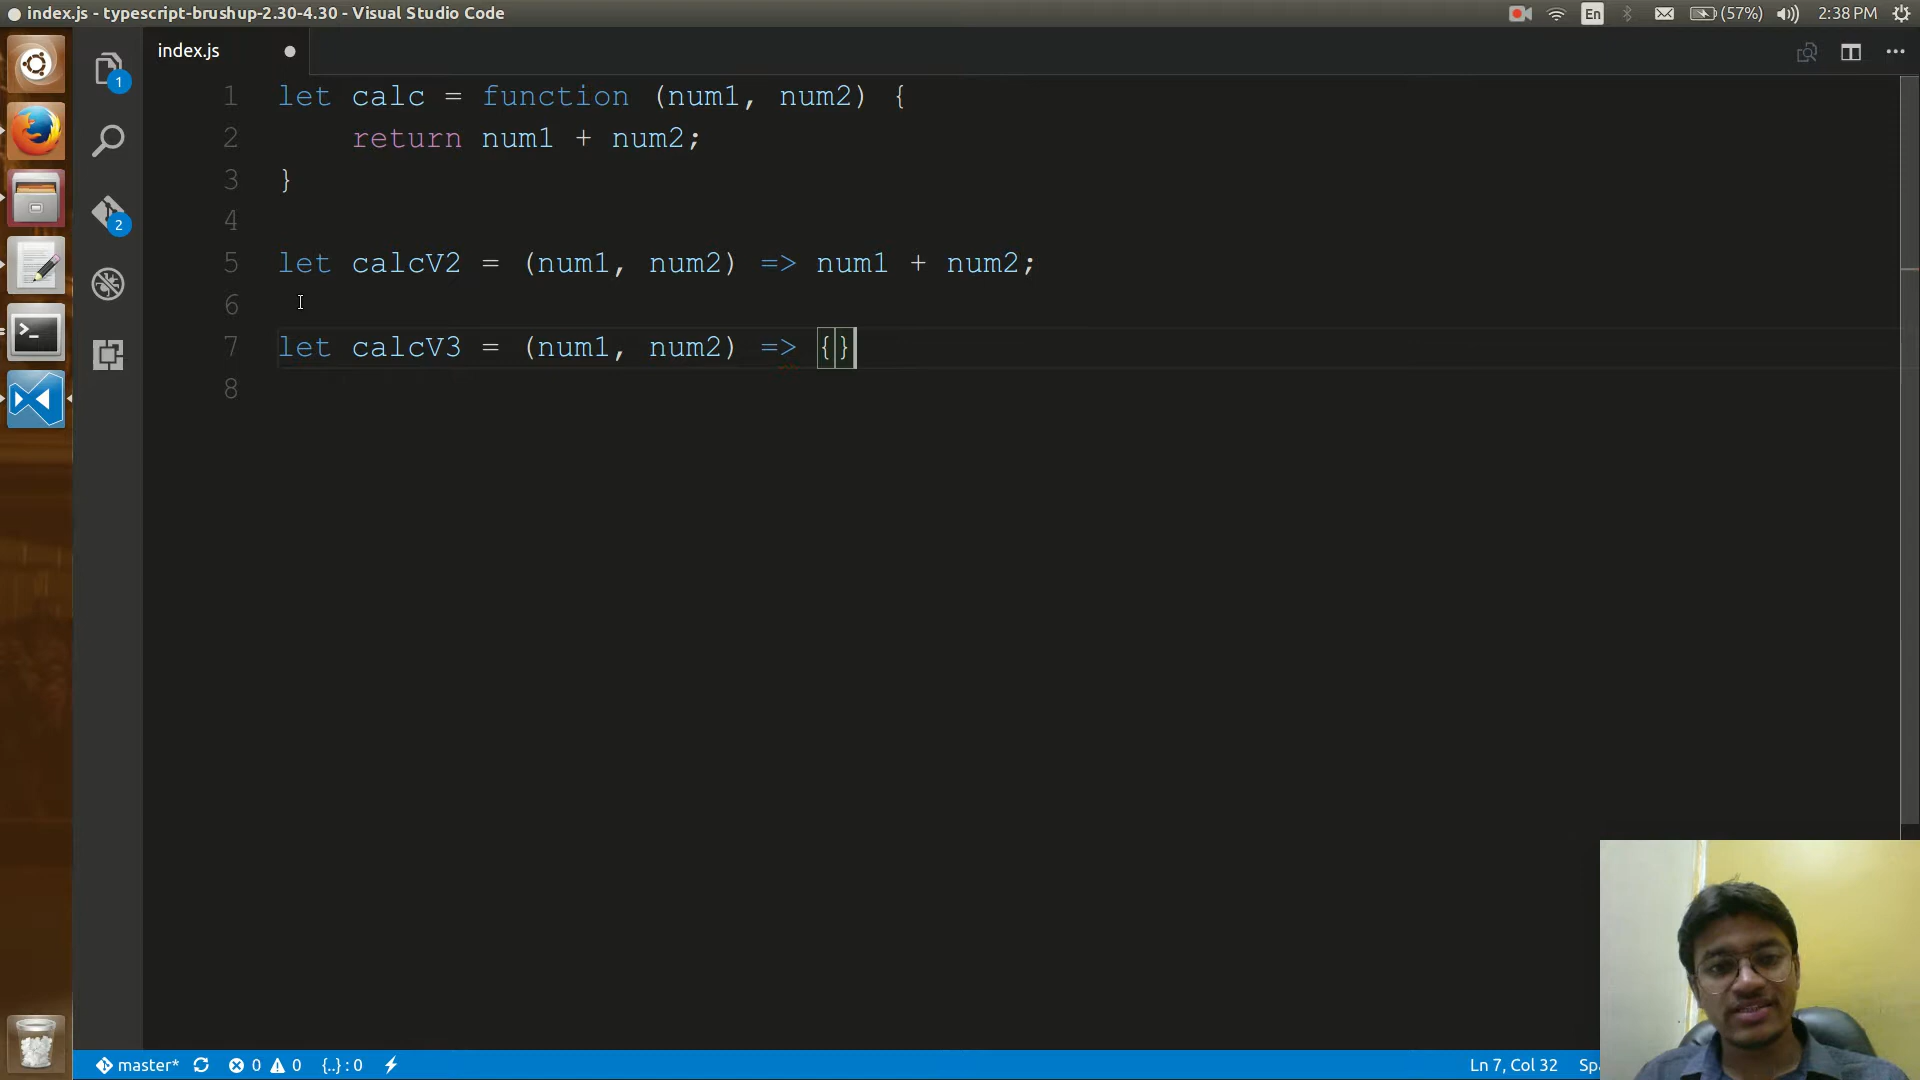 index.js - typescript-brushup-2.30-4.30 - Visual Studio Code
En
(57%)
2:38 PM
index.js
1
1 let calc = function (num1, num2) {
2 return num1 + num2;
3 }
4
2
5 let calcV2 = (num1, num2) => num1 + num2;
6
7 let calcV3 = (num1, num2) => {}
8
master* 0 0 {..} : 0 Ln 7, Col 32